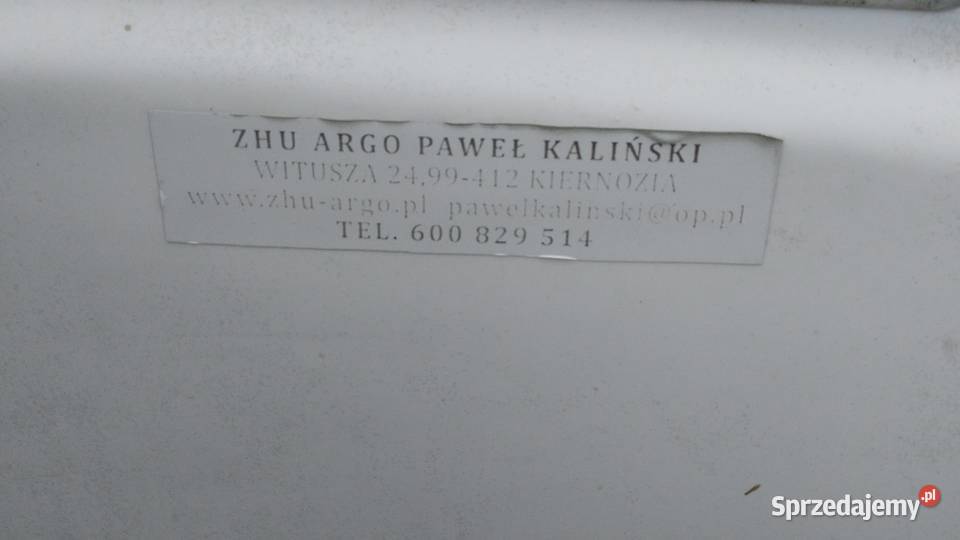 ZHU ARGO PAWEŁ KALIŃSKI
WITUSZA 24,99-412 KIERNOZIA
www.zhu-argo.pl pawelkalinski@op.pl
TEL. 600 829 514
Sprzedajemy.pl